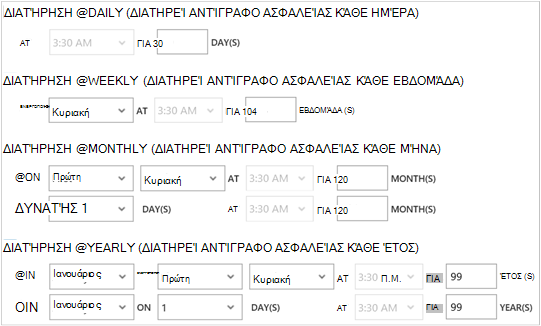 ΔΙΑΤΉΡΗΣΗ @DAILY (ΔΙΑΤΗΡΕΊ ΑΝΤΊΓΡΑΦΟ ΑΣΦΑΛΕΊΑΣ ΚΆΘΕ ΗΜΈΡΑ)
AT 3:30 AM ΓΙΑ 30 DAY(S)
ΔΙΑΤΉΡΗΣΗ @WEEKLY (ΔΙΑΤΗΡΕΊ ΑΝΤΊΓΡΑΦΟ ΑΣΦΑΛΕΊΑΣ ΚΆΘΕ ΕΒΔΟΜΆΔΑ)
Κυριακή AT 3:30 AM ΓΙΑ 104 ΕΒΔΟΜΆΔΑ (S)
ΔΙΑΤΉΡΗΣΗ @MONTHLY (ΔΙΑΤΗΡΕΊ ΑΝΤΊΓΡΑΦΟ ΑΣΦΑΛΕΊΑΣ ΚΆΘΕ ΜΉΝΑ)
@ON Πρώτη Κυριακή AT 3:30 AM ΓΙΑ 120 MONTH(S)
ΔΥΝΑΤΉΣ 1 DAY(S) AT 3:30 AM ΓΙΑ 120 MONTH(S)
ΔΙΑΤΉΡΗΣΗ @YEARLY (ΔΙΑΤΗΡΕΊ ΑΝΤΊΓΡΑΦΟ ΑΣΦΑΛΕΊΑΣ ΚΆΘΕ ΈΤΟΣ)
@IN Ιανουάριος Πρώτη Κυριακή AT 3:30 Π.Μ. ΓΙΑ 99 ΈΤΟΣ (S)
ΟΙΝ Ιανουάριος ON 1 DAY(S) AT 3:30 AM ΓΙΑ 99 YEAR(S)